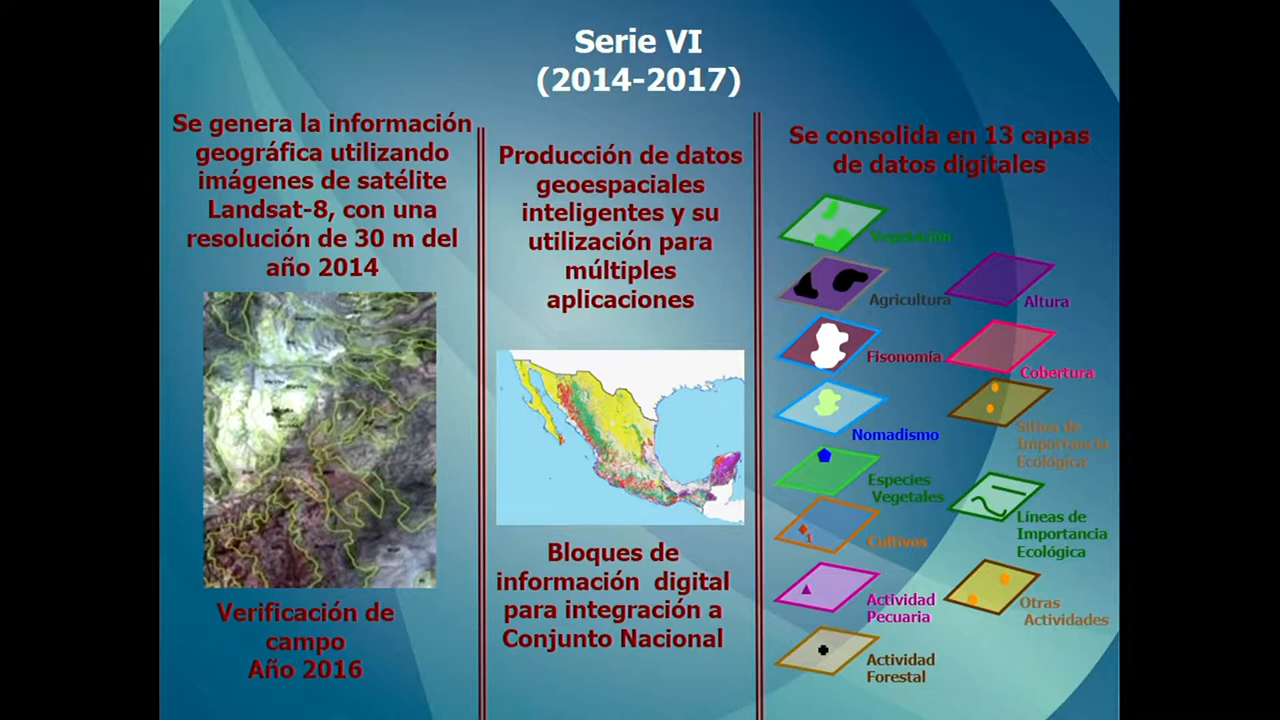 Serie VI
(2014-2017)
Se genera la información
geográfica utilizando
imágenes de satélite
Landsat-8, con una
resolución de 30 m del
año 2014
Verificación de
campo
Año 2016
Producción de datos
geoespaciales
inteligentes y su
utilización para
múltiples
aplicaciones
Bloques de
información digital
para integración a
Conjunto Nacional
Se consolida en 13 capas
de datos digitales
Vegetación
Agricultura
Altura
Fisonomía
Cobertura
Nomadismo
Sitios de
Importancia
Ecológica
Especies
Vegetales
Líneas de
Importancia
Ecológica
1
Cultivos
Actividad
Pecuaria
Otras
Actividades
Actividad
Forestal